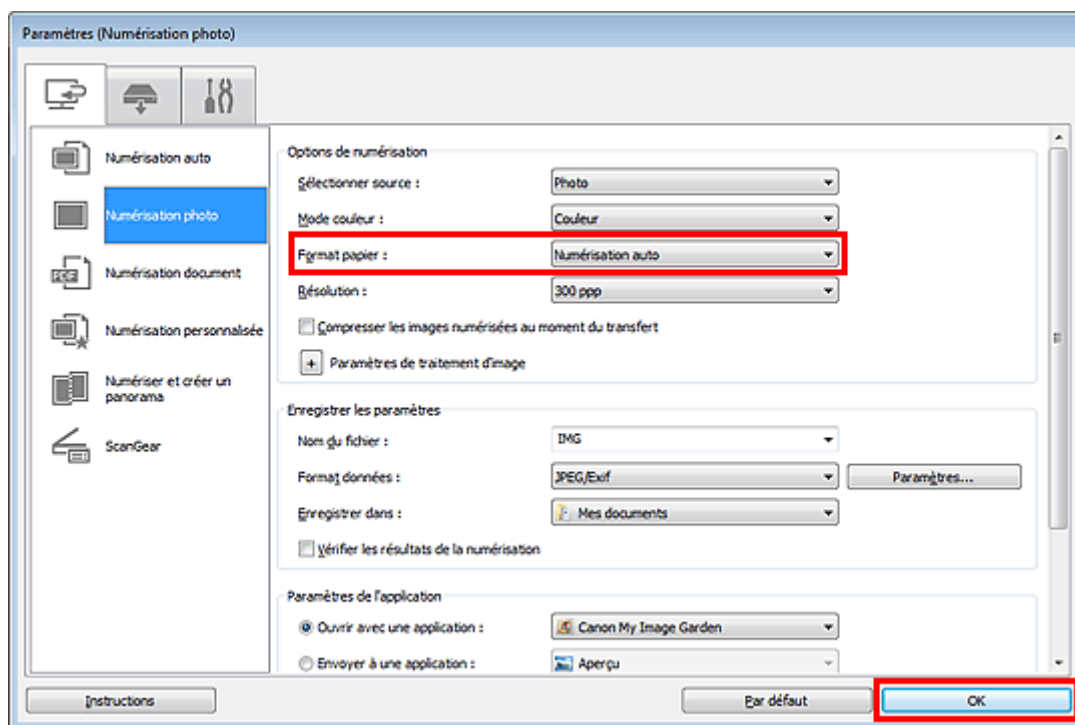 Paramètres (Numérisation photo)
Numérisation auto
Numérisation photo
PDF
Numérisation document
Numérisation personnalisée
Numériser et créer un
panorama
ScanGear
Options de numérisation
Sélectionner source : Photo
Mode couleur : Couleur
Format papier : Numérisation auto
Résolution : 300 ppp
Compresser les images numérisées au moment du transfert
+ Paramètres de traitement d'image
Enregistrer les paramètres
Nom du fichier : IMG
Format données : JPEG/Exif Paramètres...
Enregistrer dans : Mes documents
Vérifier les résultats de la numérisation
Paramètres de l'application
Ouvrir avec une application : Canon My Image Garden
Envoyer à une application : Aperçu
Instructions Par défaut OK